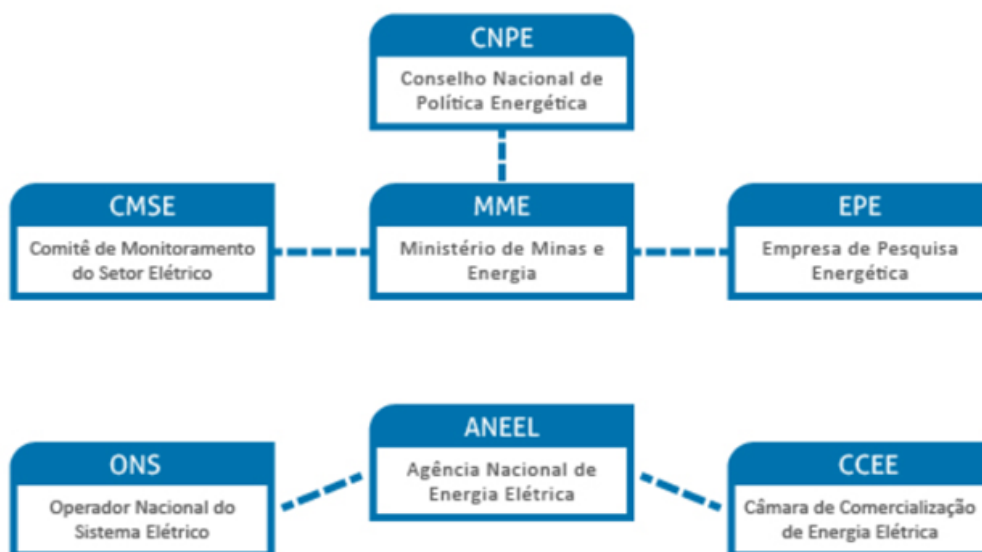 CNPE
Conselho Nacional de
Política Energética
CMSE
Comitê de Monitoramento
do Setor Elétrico
MME
Ministério de Minas e
Energia
EPE
Empresa de Pesquisa
Energética
ONS
Operador Nacional do
Sistema Elétrico
ANEEL
Agência Nacional de
Energia Elétrica
CCEE
Câmara de Comercialização
de Energia Elétrica